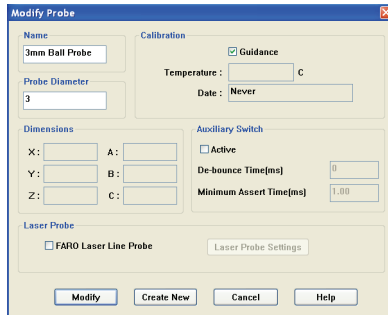 Modify Probe
Name
3mm Ball Probe
Probe Diameter
3
Calibration
Guidance
Temperature : C
Date : Never
Dimensions
X : A :
Y : B :
Z : C :
Auxiliary Switch
Active
De-bounce Time(ms) 0
Minimum Assert Time(ms) 1.00
Laser Probe
FARO Laser Line Probe Laser Probe Settings
Modify Create New Cancel Help